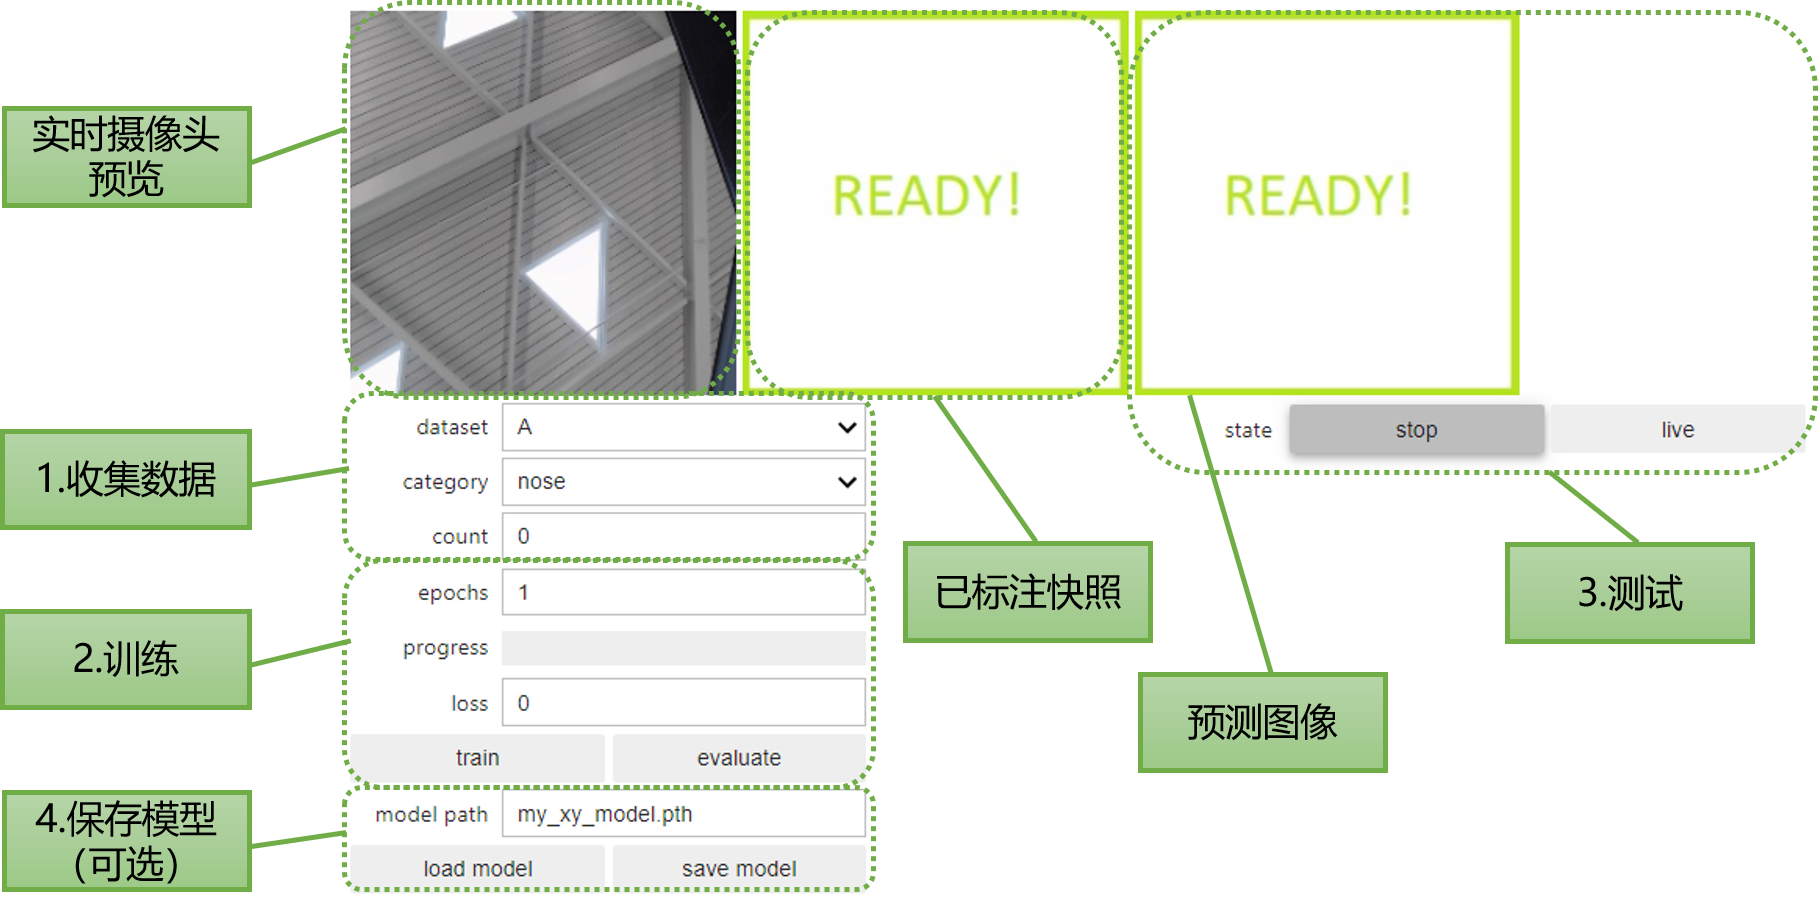 实时摄像头
预览
READY!
READY!
state stop live
1.收集数据
dataset A
category nose
count 0
2.训练
epochs 1
progress
loss 0
train evaluate
4.保存模型
(可选)
model path my_xy_model.pth
load model save model
已标注快照
预测图像
3.测试